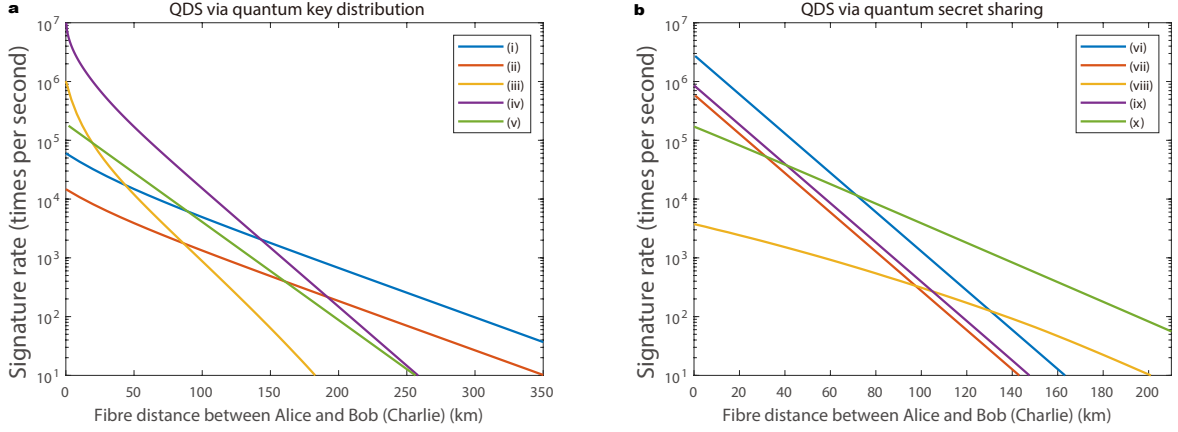 a
QDS via quantum key distribution
Signature rate (times per second)
10^7
10^6
10^5
10^4
10^3
10^2
10^1
(i)
(ii)
(iii)
(iv)
(v)
0 50 100 150 200 250 300 350
Fibre distance between Alice and Bob (Charlie) (km)
b
QDS via quantum secret sharing
Signature rate (times per second)
10^7
10^6
10^5
10^4
10^3
10^2
10^1
(vi)
(vii)
(viii)
(ix)
(x)
0 20 40 60 80 100 120 140 160 180 200
Fibre distance between Alice and Bob (Charlie) (km)